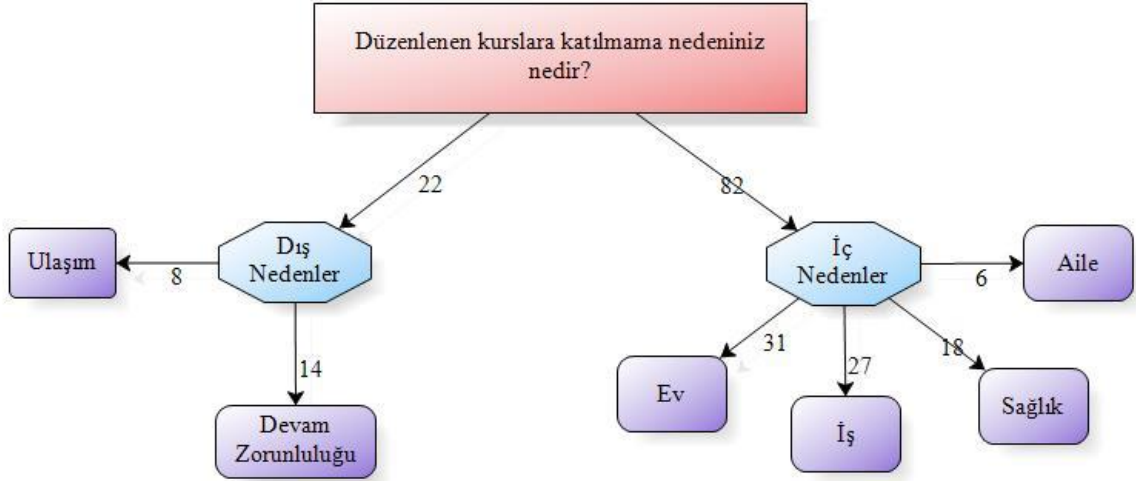 Düzenlenen kurslara katılmama nedeniniz
nedir?
22
82
Ulaşım
8
Dış
Nedenler
İç
Nedenler
6
Aile
14
31
27
18
Devam
Zorunluluğu
Ev
İş
Sağlık